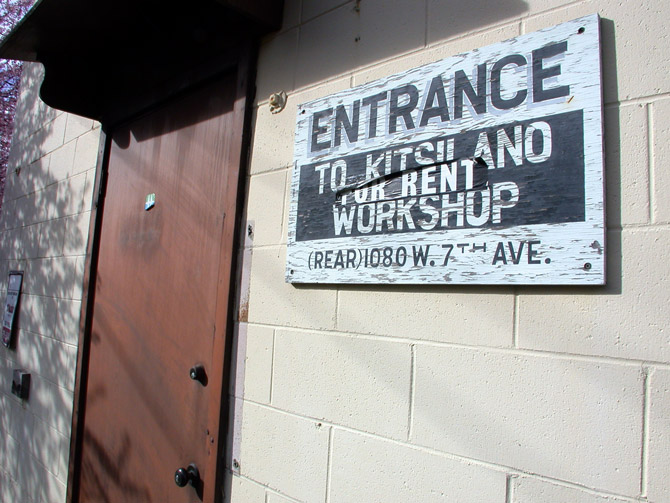 ENTRANCE
TO KITSILANO
FOR RENT
WORKSHOP
(REAR) 1080 W. 7TH AVE.